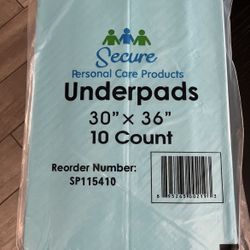 Secure
Personal Care Products
Underpads
30" x 36"
10 Count
Reorder Number:
SP115410